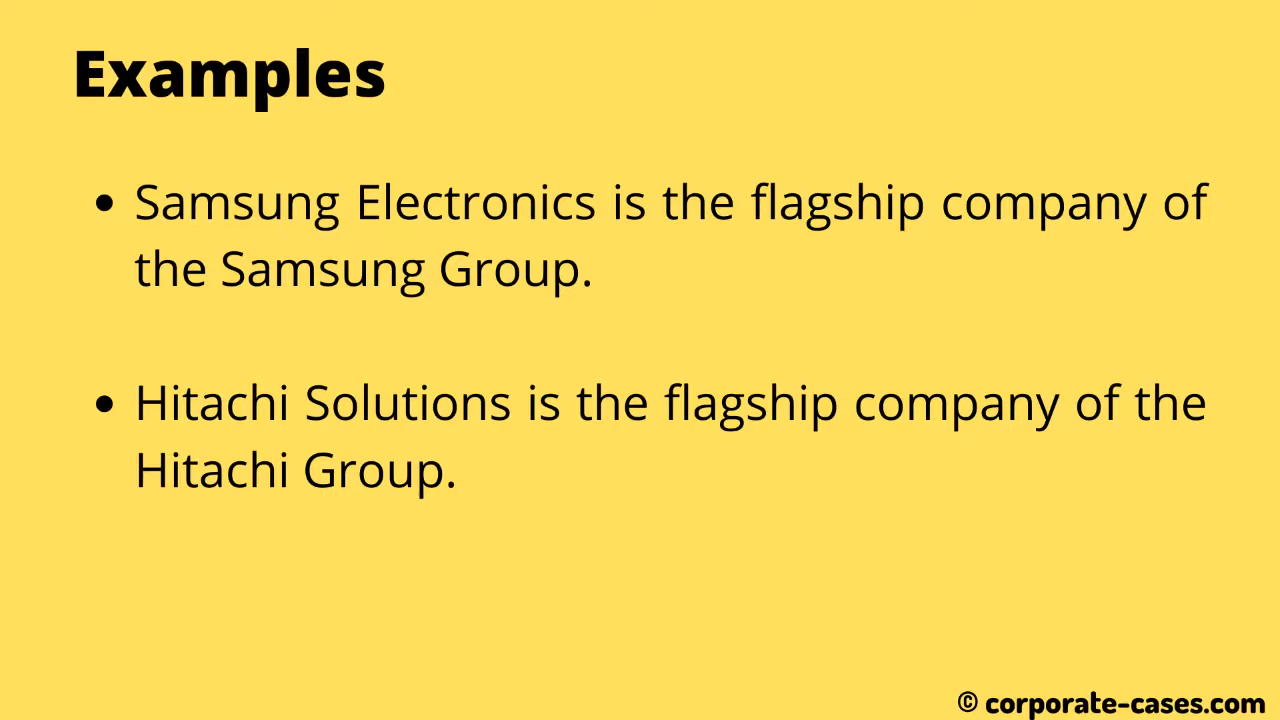 Examples
• Samsung Electronics is the flagship company of
the Samsung Group.
• Hitachi Solutions is the flagship company of the
Hitachi Group.
© corporate-cases.com